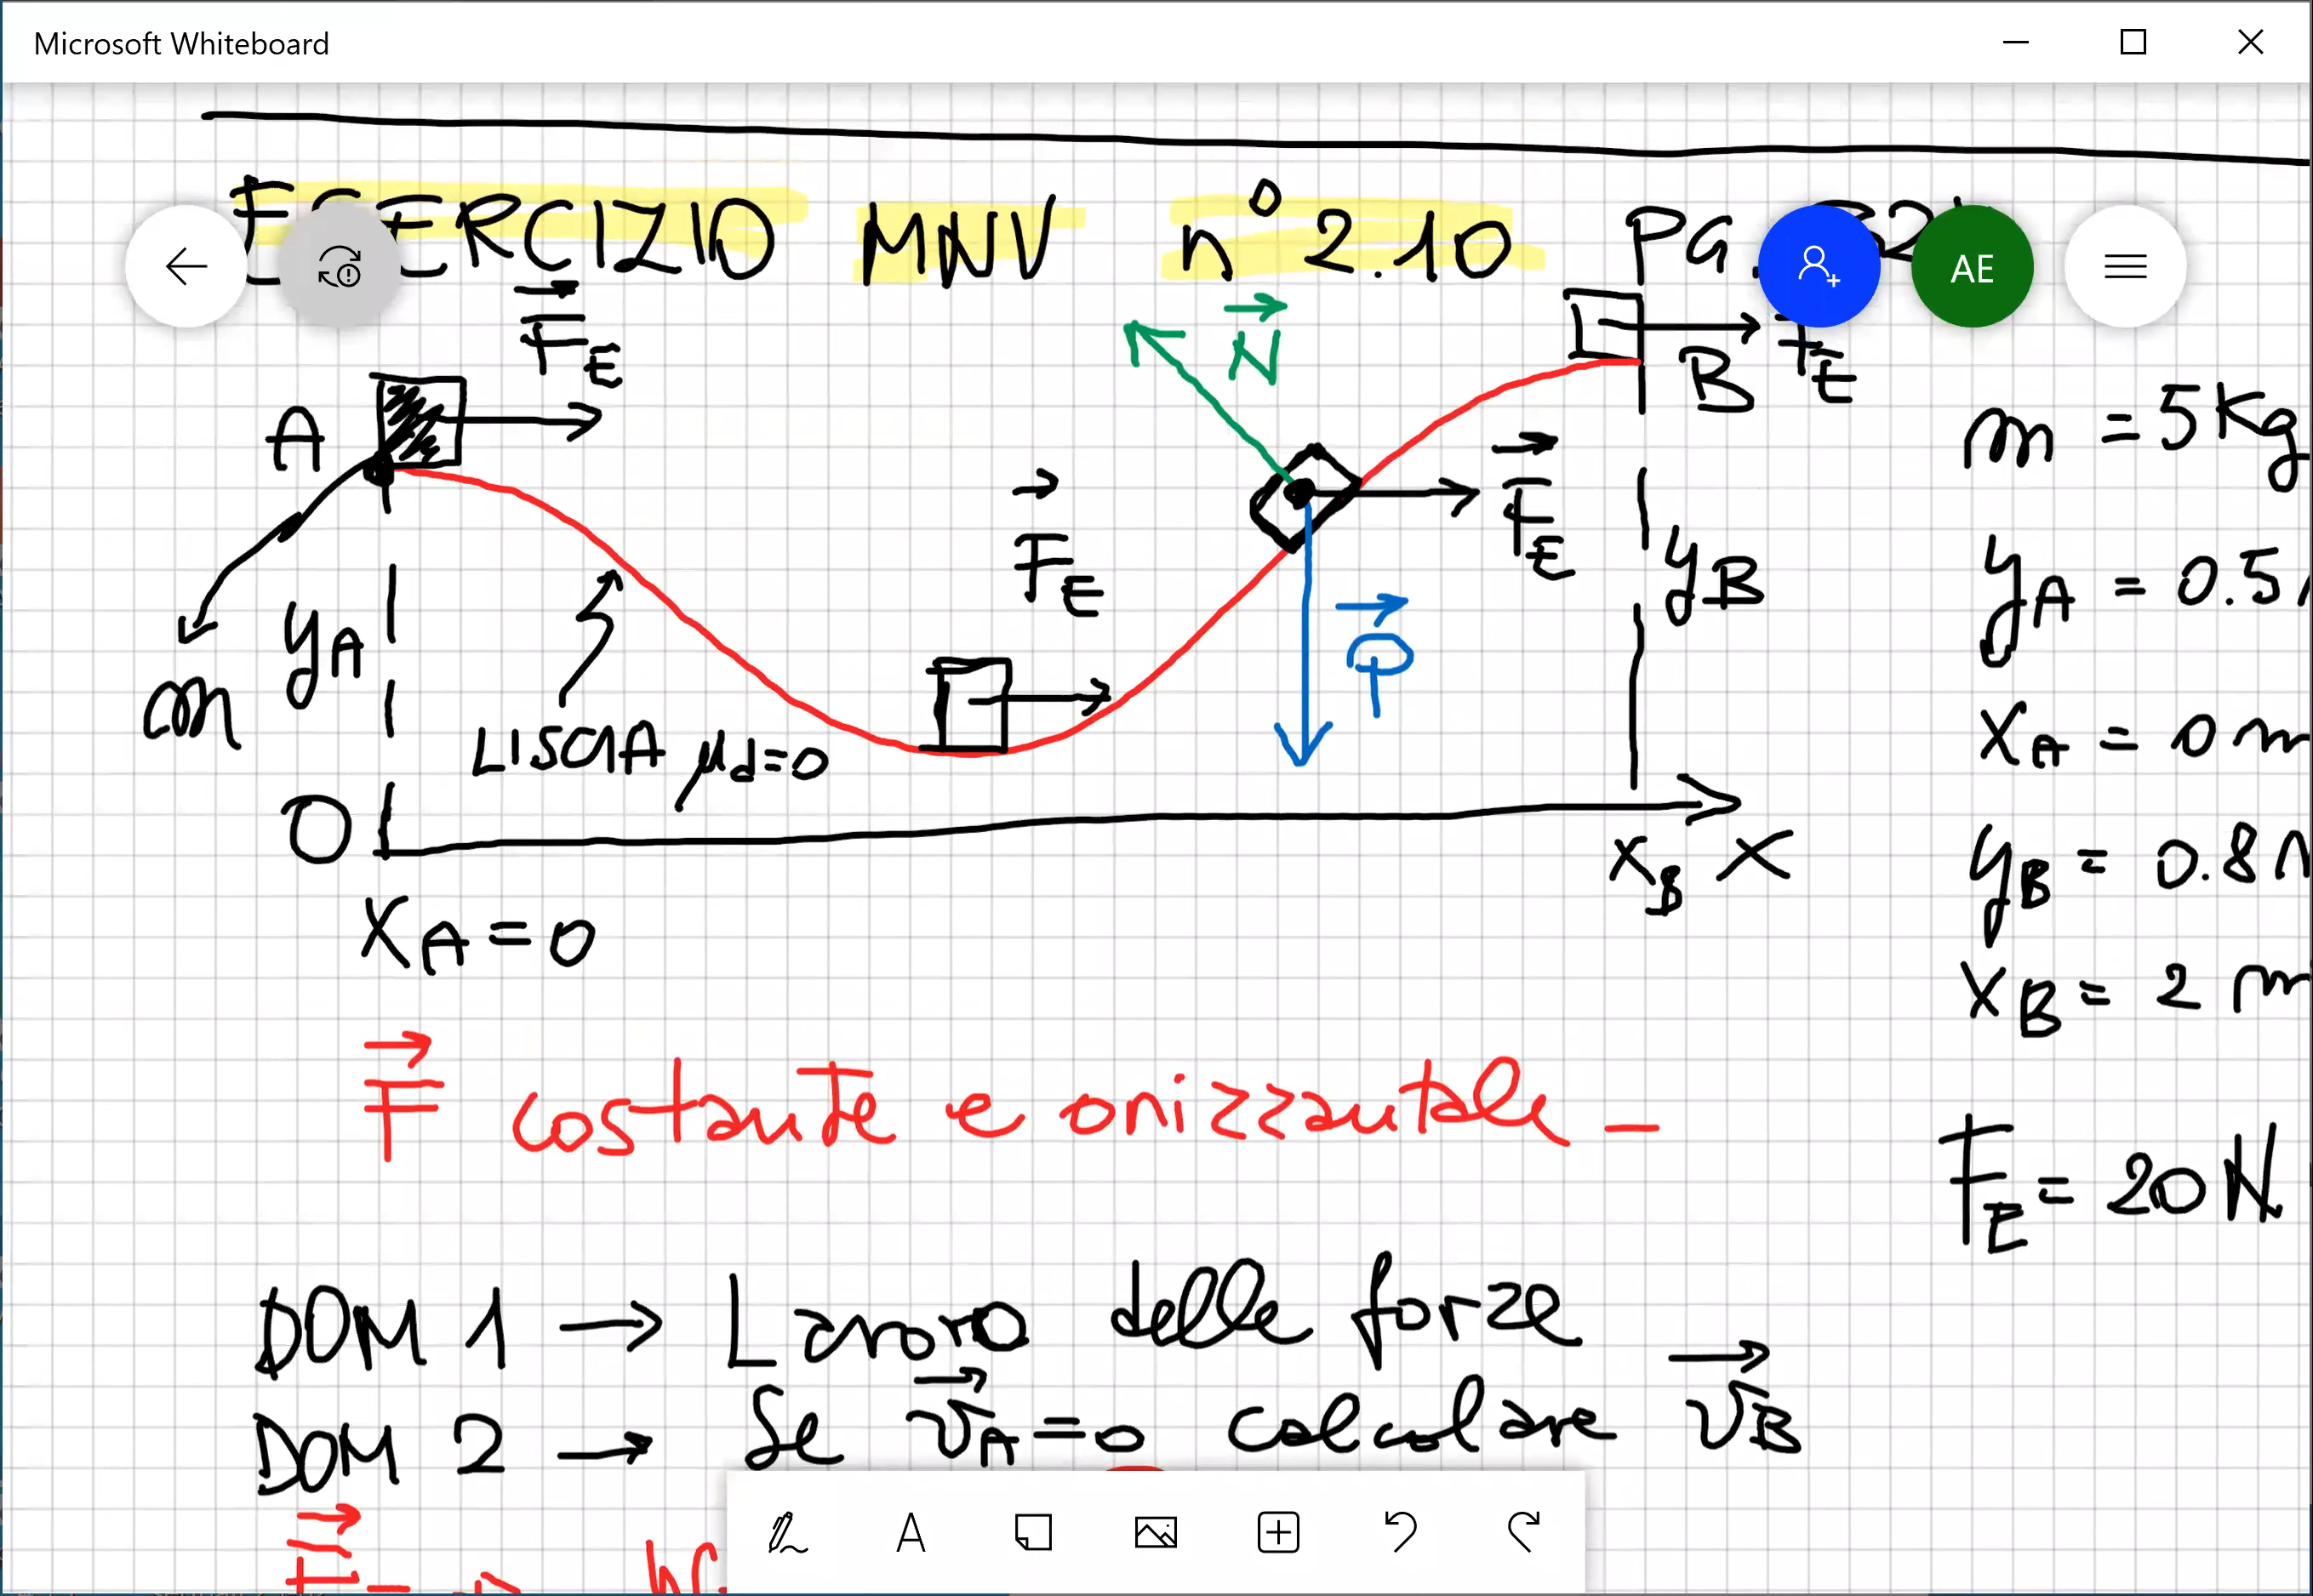 Microsoft Whiteboard
ESERCIZIO MNV n° 2.10 PG.
AE
F_E
N
A
B F_E
m = 5 Kg
F_E
F_E
y_A = 0.5
y_B
P
y_A
m
x_A = 0 m
LISCIA μ_d=0
O
x_B x
y_B = 0.8
x_A = 0
x_B = 2 m
F costante e orizzontale -
F_E = 20 N
DOM 1 → Lavoro delle forze
DOM 2 → Se v_A = 0 calcolare v_B
A